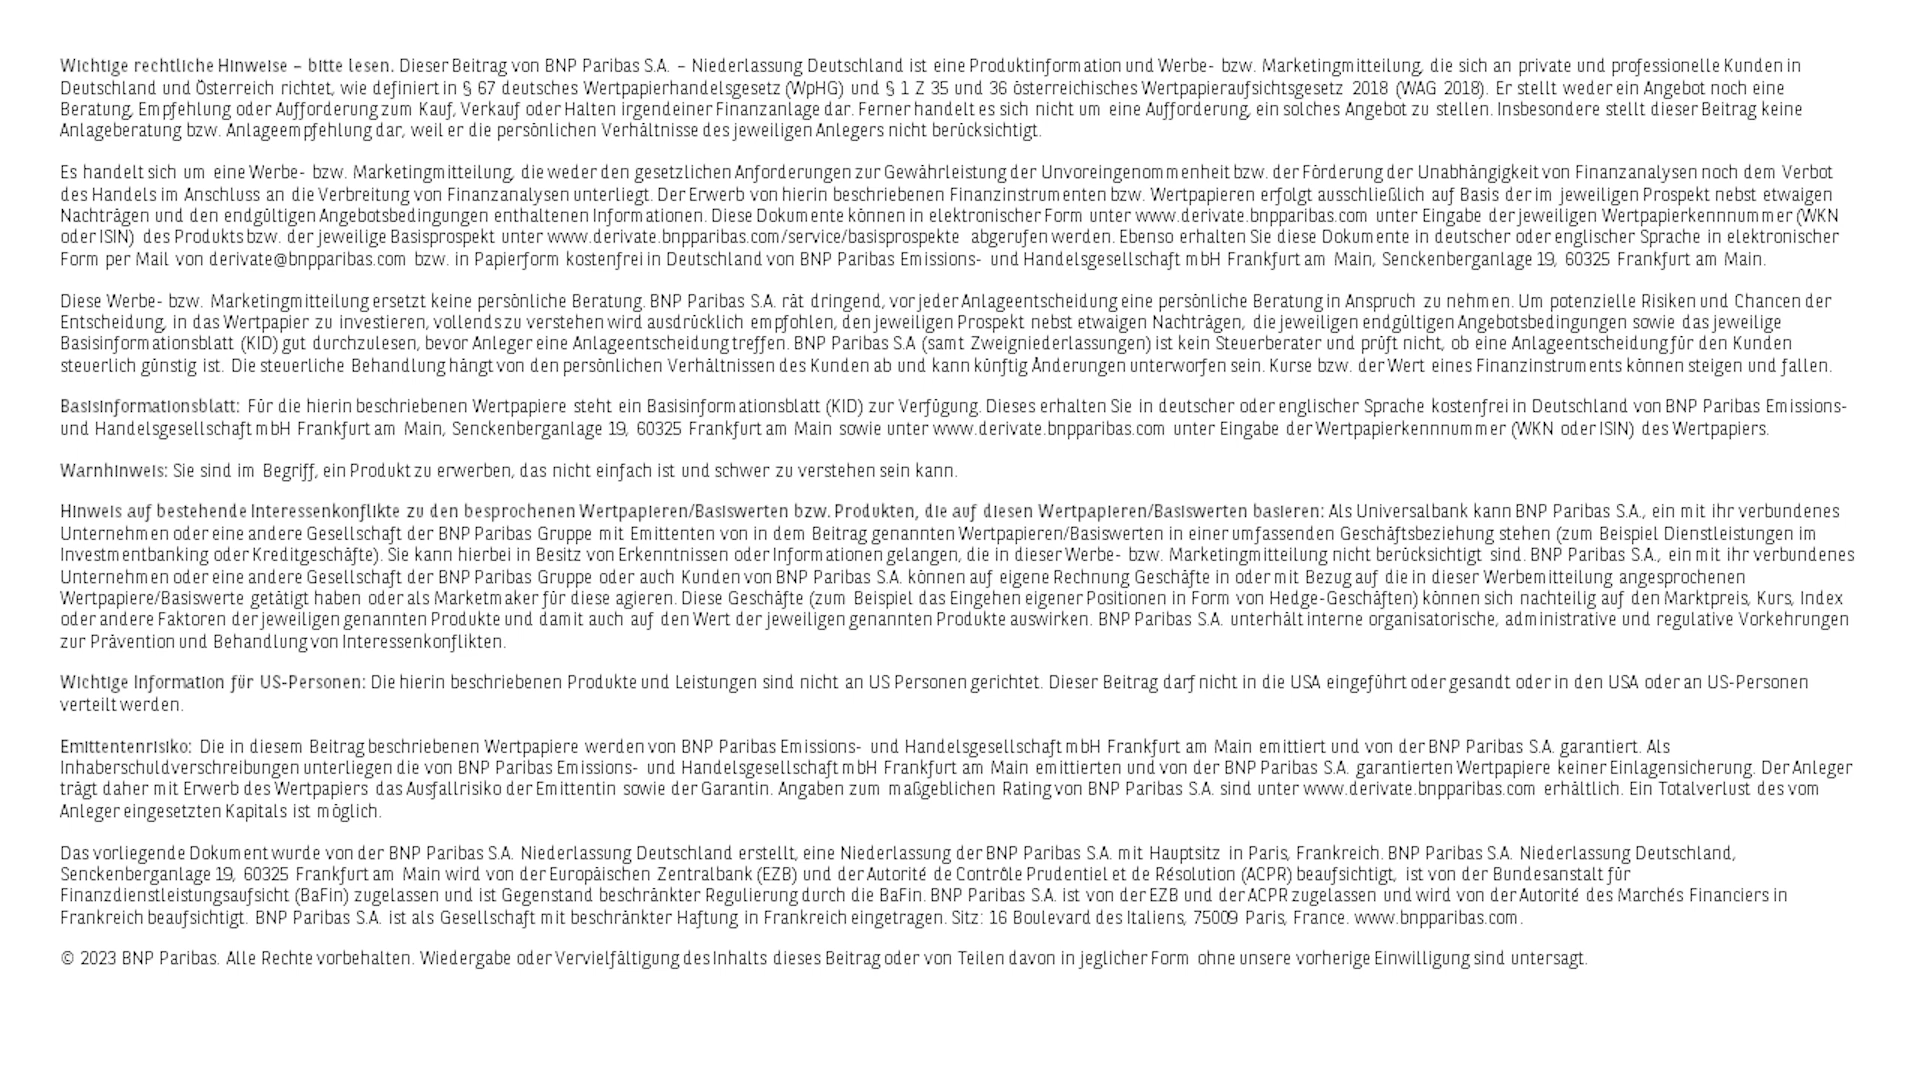 Wichtige rechtliche Hinweise – bitte lesen. Dieser Beitrag von BNP Paribas S.A. – Niederlassung Deutschland ist eine Produktinformation und Werbe- bzw. Marketingmitteilung, die sich an private und professionelle Kunden in
Deutschland und Österreich richtet, wie definiert in § 67 deutsches Wertpapierhandelsgesetz (WpHG) und § 1 Z 35 und 36 österreichisches Wertpapieraufsichtsgesetz 2018 (WAG 2018). Er stellt weder ein Angebot noch eine
Beratung, Empfehlung oder Aufforderung zum Kauf, Verkauf oder Halten irgendeiner Finanzanlage dar. Ferner handelt es sich nicht um eine Aufforderung, ein solches Angebot zu stellen. Insbesondere stellt dieser Beitrag keine
Anlageberatung bzw. Anlageempfehlung dar, weil er die persönlichen Verhältnisse des jeweiligen Anlegers nicht berücksichtigt.
Es handelt sich um eine Werbe- bzw. Marketingmitteilung, die weder den gesetzlichen Anforderungen zur Gewährleistung der Unvoreingenommenheit bzw. der Förderung der Unabhängigkeit von Finanzanalysen noch dem Verbot
des Handels im Anschluss an die Verbreitung von Finanzanalysen unterliegt. Der Erwerb von hierin beschriebenen Finanzinstrumenten bzw. Wertpapieren erfolgt ausschließlich auf Basis der im jeweiligen Prospekt nebst etwaigen
Nachträgen und den endgültigen Angebotsbedingungen enthaltenen Informationen. Diese Dokumente können in elektronischer Form unter www.derivate.bnpparibas.com unter Eingabe der jeweiligen Wertpapierkennnummer (WKN
oder ISIN) des Produkts bzw. der jeweilige Basisprospekt unter www.derivate.bnpparibas.com/service/basisprospekte abgerufen werden. Ebenso erhalten Sie diese Dokumente in deutscher oder englischer Sprache in elektronischer
Form per Mail von derivate@bnpparibas.com bzw. in Papierform kostenfrei in Deutschland von BNP Paribas Emissions- und Handelsgesellschaft mbH Frankfurt am Main, Senckenberganlage 19, 60325 Frankfurt am Main.
Diese Werbe- bzw. Marketingmitteilung ersetzt keine persönliche Beratung. BNP Paribas S.A. rät dringend, vor jeder Anlageentscheidung eine persönliche Beratung in Anspruch zu nehmen. Um potenzielle Risiken und Chancen der
Entscheidung, in das Wertpapier zu investieren, vollends zu verstehen wird ausdrücklich empfohlen, den jeweiligen Prospekt nebst etwaigen Nachträgen, die jeweiligen endgültigen Angebotsbedingungen sowie das jeweilige
Basisinformationsblatt (KID) gut durchzulesen, bevor Anleger eine Anlageentscheidung treffen. BNP Paribas S.A (samt Zweigniederlassungen) ist kein Steuerberater und prüft nicht, ob eine Anlageentscheidung für den Kunden
steuerlich günstig ist. Die steuerliche Behandlung hängt von den persönlichen Verhältnissen des Kunden ab und kann künftig Änderungen unterworfen sein. Kurse bzw. der Wert eines Finanzinstruments können steigen und fallen.
Basisinformationsblatt: Für die hierin beschriebenen Wertpapiere steht ein Basisinformationsblatt (KID) zur Verfügung. Dieses erhalten Sie in deutscher oder englischer Sprache kostenfrei in Deutschland von BNP Paribas Emissions-
und Handelsgesellschaft mbH Frankfurt am Main, Senckenberganlage 19, 60325 Frankfurt am Main sowie unter www.derivate.bnpparibas.com unter Eingabe der Wertpapierkennnummer (WKN oder ISIN) des Wertpapiers.
Warnhinweis: Sie sind im Begriff, ein Produkt zu erwerben, das nicht einfach ist und schwer zu verstehen sein kann.
Hinweis auf bestehende Interessenkonflikte zu den besprochenen Wertpapieren/Basiswerten bzw. Produkten, die auf diesen Wertpapieren/Basiswerten basieren: Als Universalbank kann BNP Paribas S.A., ein mit ihr verbundenes
Unternehmen oder eine andere Gesellschaft der BNP Paribas Gruppe mit Emittenten von in dem Beitrag genannten Wertpapieren/Basiswerten in einer umfassenden Geschäftsbeziehung stehen (zum Beispiel Dienstleistungen im
Investmentbanking oder Kreditgeschäfte). Sie kann hierbei in Besitz von Erkenntnissen oder Informationen gelangen, die in dieser Werbe- bzw. Marketingmitteilung nicht berücksichtigt sind. BNP Paribas S.A., ein mit ihr verbundenes
Unternehmen oder eine andere Gesellschaft der BNP Paribas Gruppe oder auch Kunden von BNP Paribas S.A. können auf eigene Rechnung Geschäfte in oder mit Bezug auf die in dieser Werbemitteilung angesprochenen
Wertpapiere/Basiswerte getätigt haben oder als Marketmaker für diese agieren. Diese Geschäfte (zum Beispiel das Eingehen eigener Positionen in Form von Hedge-Geschäften) können sich nachteilig auf den Marktpreis, Kurs, Index
oder andere Faktoren der jeweiligen genannten Produkte und damit auch auf den Wert der jeweiligen genannten Produkte auswirken. BNP Paribas S.A. unterhält interne organisatorische, administrative und regulative Vorkehrungen
zur Prävention und Behandlung von Interessenkonflikten.
Wichtige Information für US-Personen: Die hierin beschriebenen Produkte und Leistungen sind nicht an US Personen gerichtet. Dieser Beitrag darf nicht in die USA eingeführt oder gesandt oder in den USA oder an US-Personen
verteilt werden.
Emittentenrisiko: Die in diesem Beitrag beschriebenen Wertpapiere werden von BNP Paribas Emissions- und Handelsgesellschaft mbH Frankfurt am Main emittiert und von der BNP Paribas S.A. garantiert. Als
Inhaberschuldverschreibungen unterliegen die von BNP Paribas Emissions- und Handelsgesellschaft mbH Frankfurt am Main emittierten und von der BNP Paribas S.A. garantierten Wertpapiere keiner Einlagensicherung. Der Anleger
trägt daher mit Erwerb des Wertpapiers das Ausfallrisiko der Emittentin sowie der Garantin. Angaben zum maßgeblichen Rating von BNP Paribas S.A. sind unter www.derivate.bnpparibas.com erhältlich. Ein Totalverlust des vom
Anleger eingesetzten Kapitals ist möglich.
Das vorliegende Dokument wurde von der BNP Paribas S.A. Niederlassung Deutschland erstellt, eine Niederlassung der BNP Paribas S.A. mit Hauptsitz in Paris, Frankreich. BNP Paribas S.A. Niederlassung Deutschland,
Senckenberganlage 19, 60325 Frankfurt am Main wird von der Europäischen Zentralbank (EZB) und der Autorité de Contrôle Prudentiel et de Résolution (ACPR) beaufsichtigt, ist von der Bundesanstalt für
Finanzdienstleistungsaufsicht (BaFin) zugelassen und ist Gegenstand beschränkter Regulierung durch die BaFin. BNP Paribas S.A. ist von der EZB und der ACPR zugelassen und wird von der Autorité des Marchés Financiers in
Frankreich beaufsichtigt. BNP Paribas S.A. ist als Gesellschaft mit beschränkter Haftung in Frankreich eingetragen. Sitz: 16 Boulevard des Italiens, 75009 Paris, France. www.bnpparibas.com.
© 2023 BNP Paribas. Alle Rechte vorbehalten. Wiedergabe oder Vervielfältigung des Inhalts dieses Beitrag oder von Teilen davon in jeglicher Form ohne unsere vorherige Einwilligung sind untersagt.